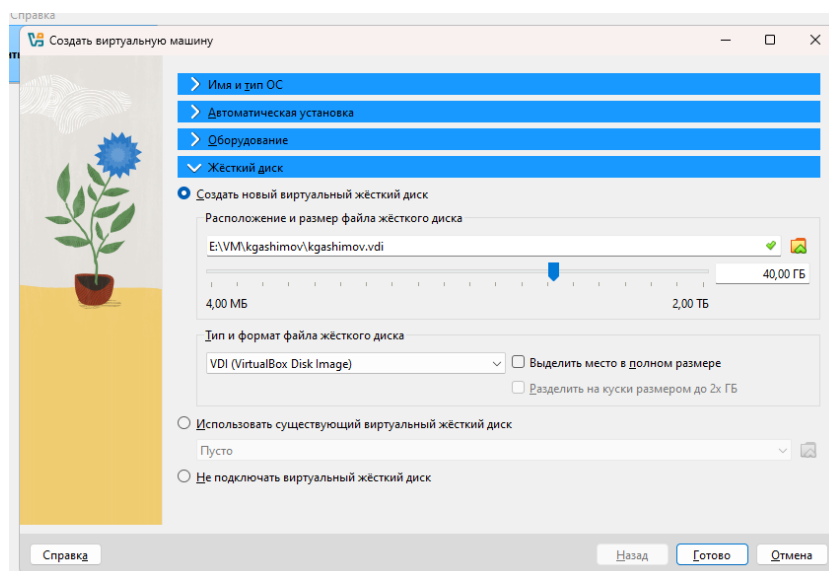 Справка
Создать виртуальную машину
Имя и тип ОС
Автоматическая установка
Оборудование
Жёсткий диск
Создать новый виртуальный жёсткий диск
Расположение и размер файла жёсткого диска
E:\VM\kgashimov\kgashimov.vdi
40,00 ГБ
4,00 МБ 2,00 ТБ
Тип и формат файла жёсткого диска
VDI (VirtualBox Disk Image) Выделить место в полном размере
Разделить на куски размером до 2х ГБ
Использовать существующий виртуальный жёсткий диск
Пусто
Не подключать виртуальный жёсткий диск
Справка Назад Готово Отмена